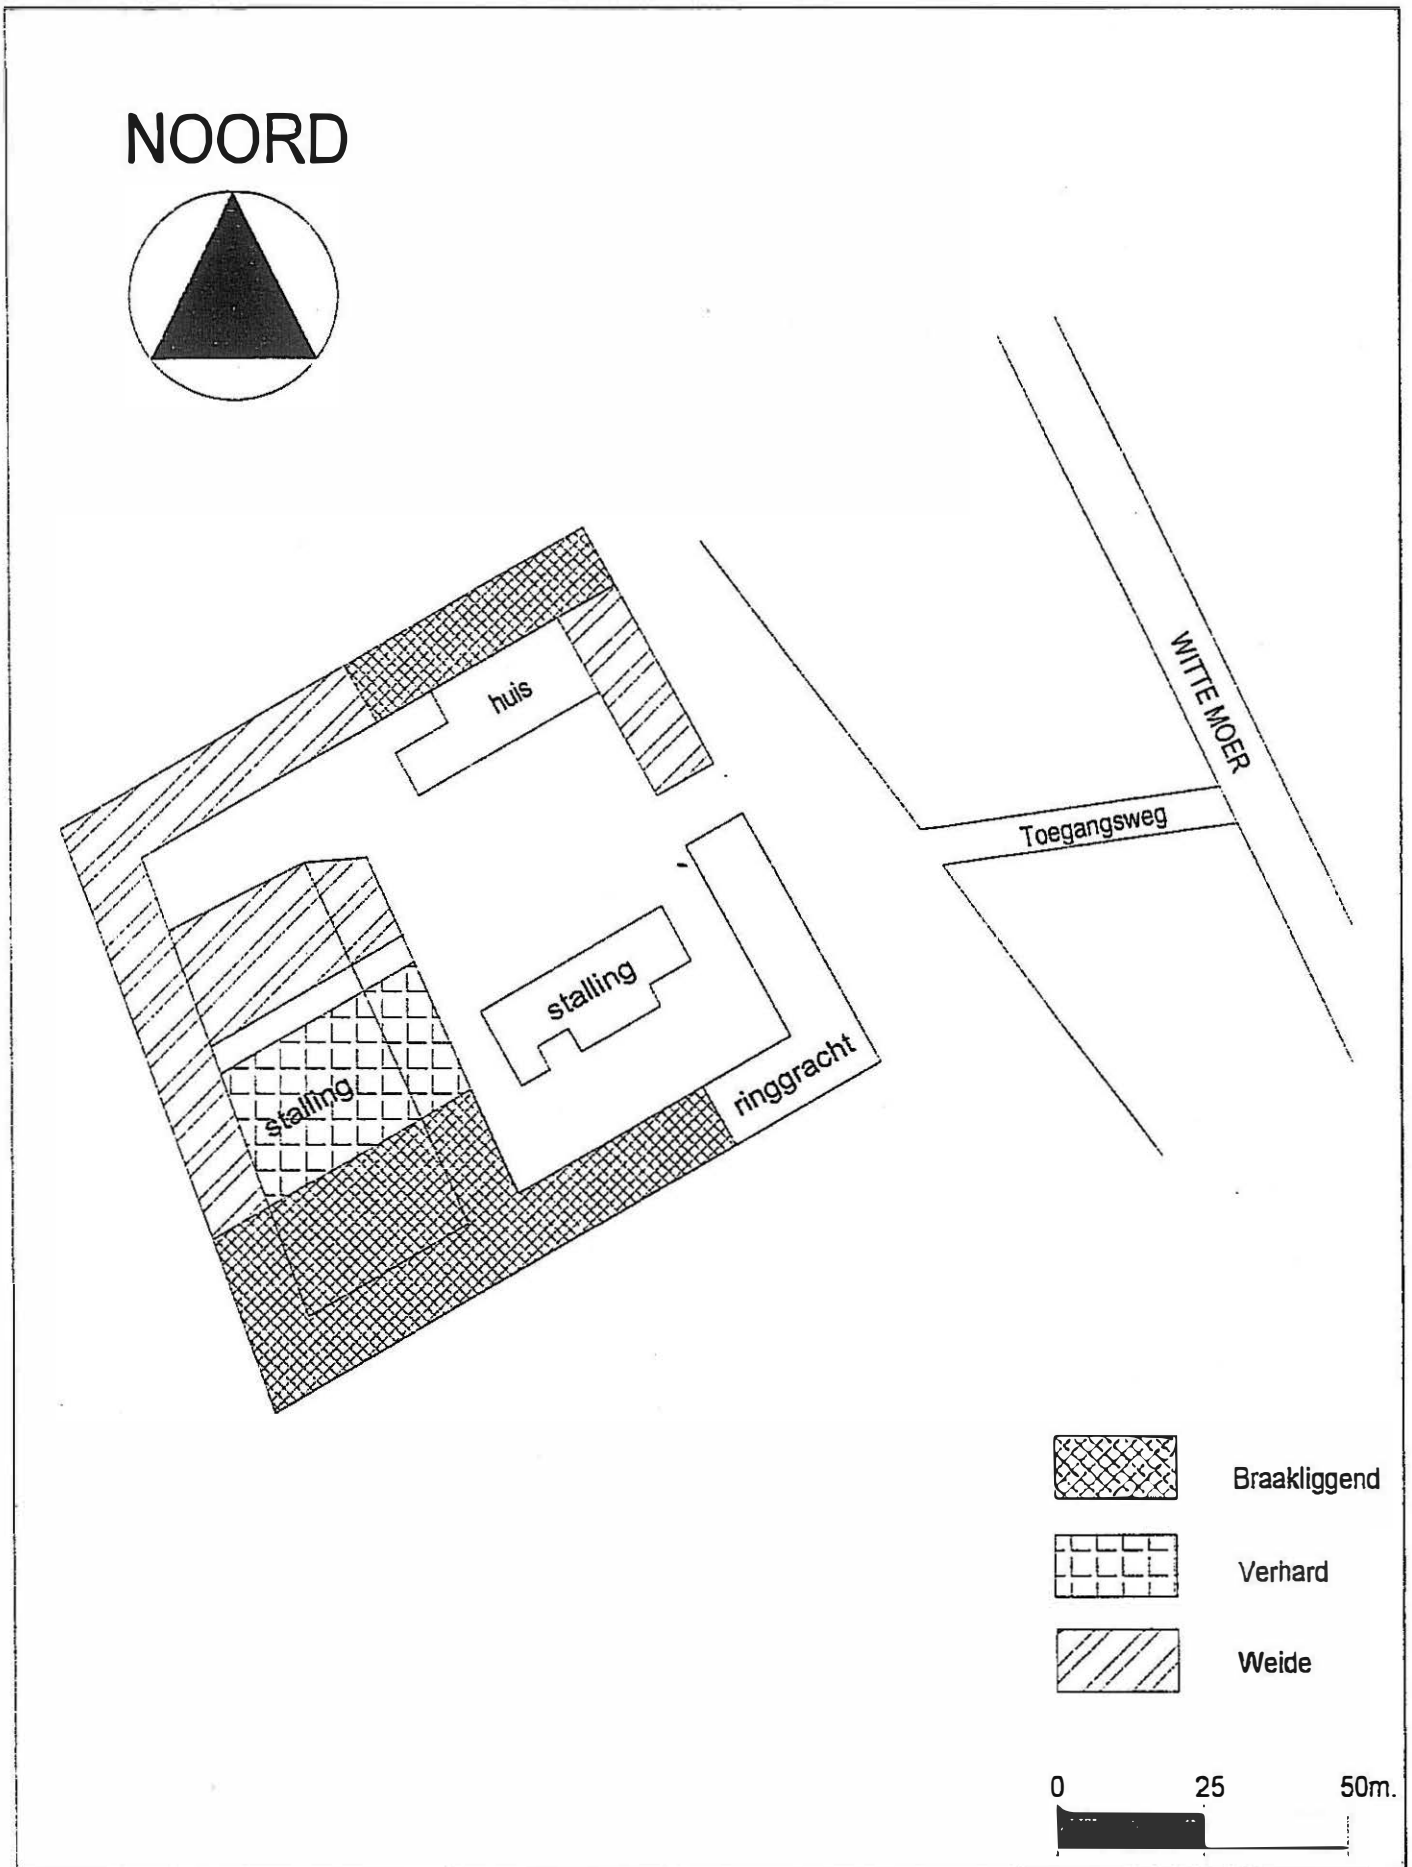 NOORD
huis
WITTE MOER
Toegangsweg
stalling
stalling
ringgracht
Braakliggend
Verhard
Weide
0 25 50m.